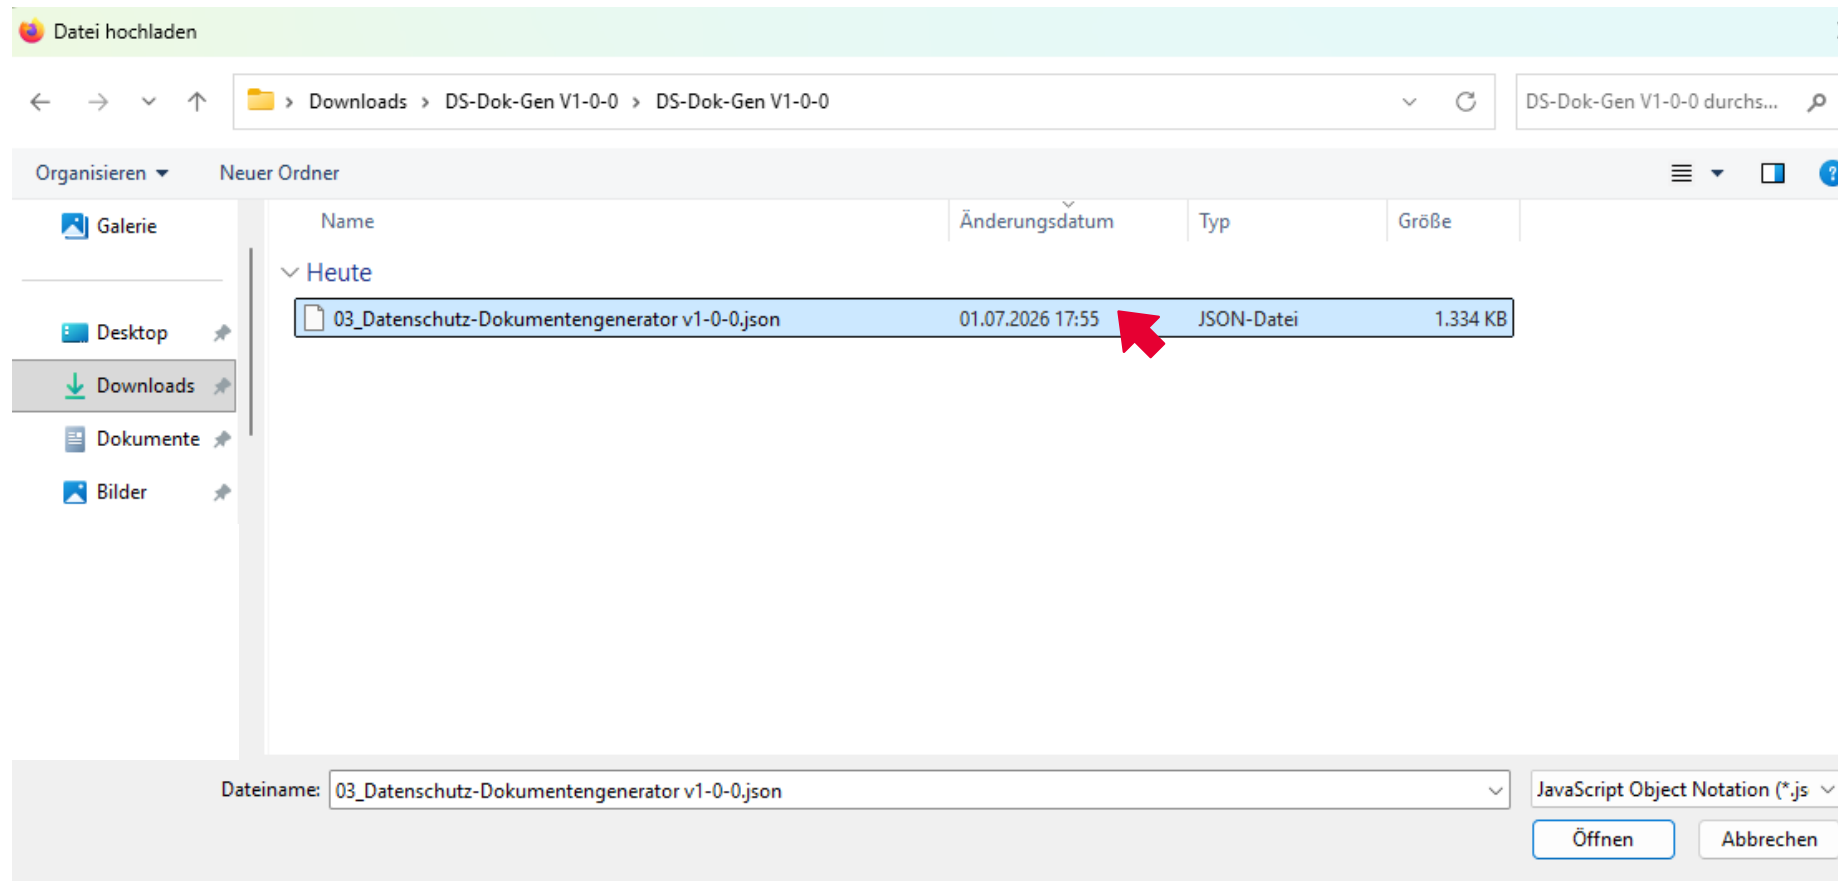 Datei hochladen
Downloads > DS-Dok-Gen V1-0-0 > DS-Dok-Gen V1-0-0
DS-Dok-Gen V1-0-0 durchs...
Organisieren
Neuer Ordner
Galerie
Desktop
Downloads
Dokumente
Bilder
Name Änderungsdatum Typ Größe
Heute
03_Datenschutz-Dokumentengenerator v1-0-0.json 01.07.2026 17:55 JSON-Datei 1.334 KB
Dateiname: 03_Datenschutz-Dokumentengenerator v1-0-0.json
JavaScript Object Notation (*.js
Öffnen Abbrechen